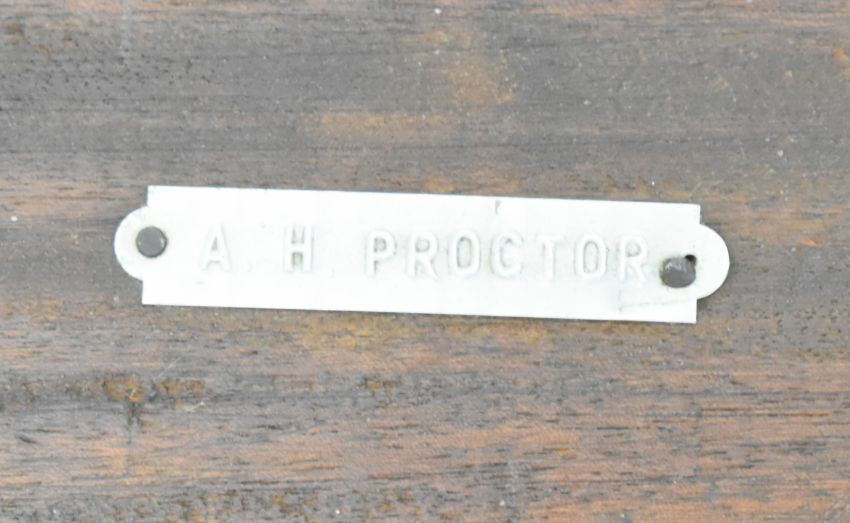 A. H. PROCTOR